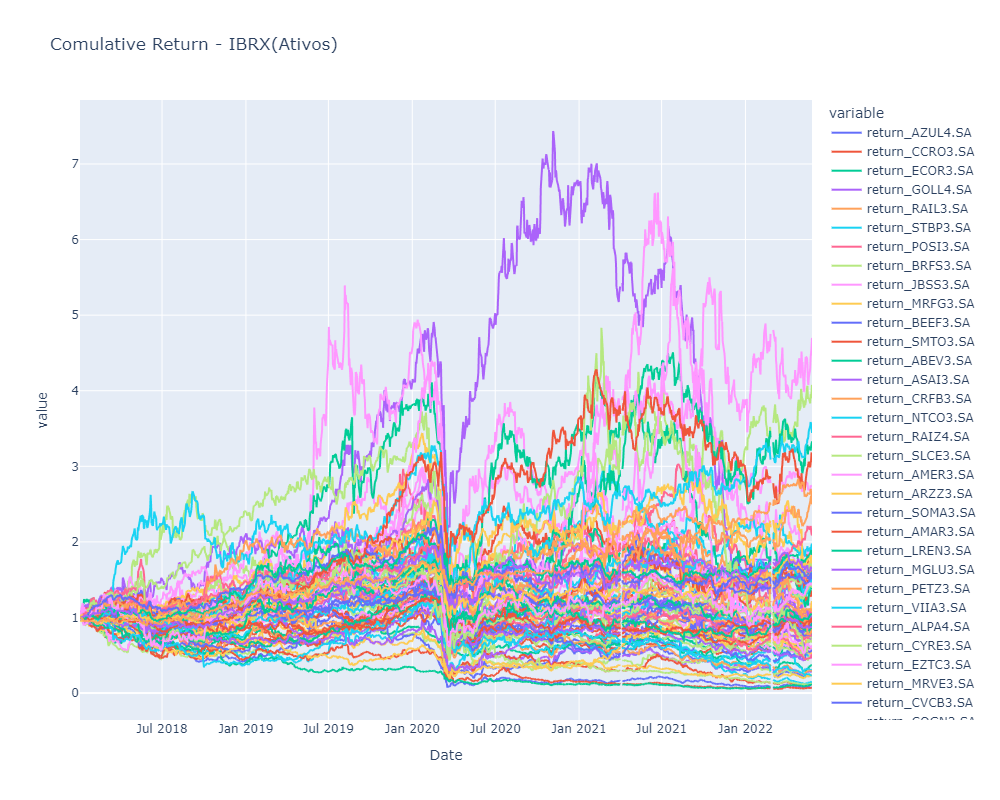 Comulative Return - IBRX(Ativos)
variable
return_AZUL4.SA
return_CCRO3.SA
return_ECOR3.SA
return_GOLL4.SA
return_RAIL3.SA
return_STBP3.SA
return_POSI3.SA
return_BRFS3.SA
return_JBSS3.SA
return_MRFG3.SA
return_BEEF3.SA
return_SMTO3.SA
return_ABEV3.SA
return_ASAI3.SA
return_CRFB3.SA
return_NTCO3.SA
return_RAIZ4.SA
return_SLCE3.SA
return_AMER3.SA
return_ARZZ3.SA
return_SOMA3.SA
return_AMAR3.SA
return_LREN3.SA
return_MGLU3.SA
return_PETZ3.SA
return_VIIA3.SA
return_ALPA4.SA
return_CYRE3.SA
return_EZTC3.SA
return_MRVE3.SA
return_CVCB3.SA
7
6
5
4
3
2
1
0
value
Jul 2018
Jan 2019
Jul 2019
Jan 2020
Jul 2020
Jan 2021
Jul 2021
Jan 2022
Date